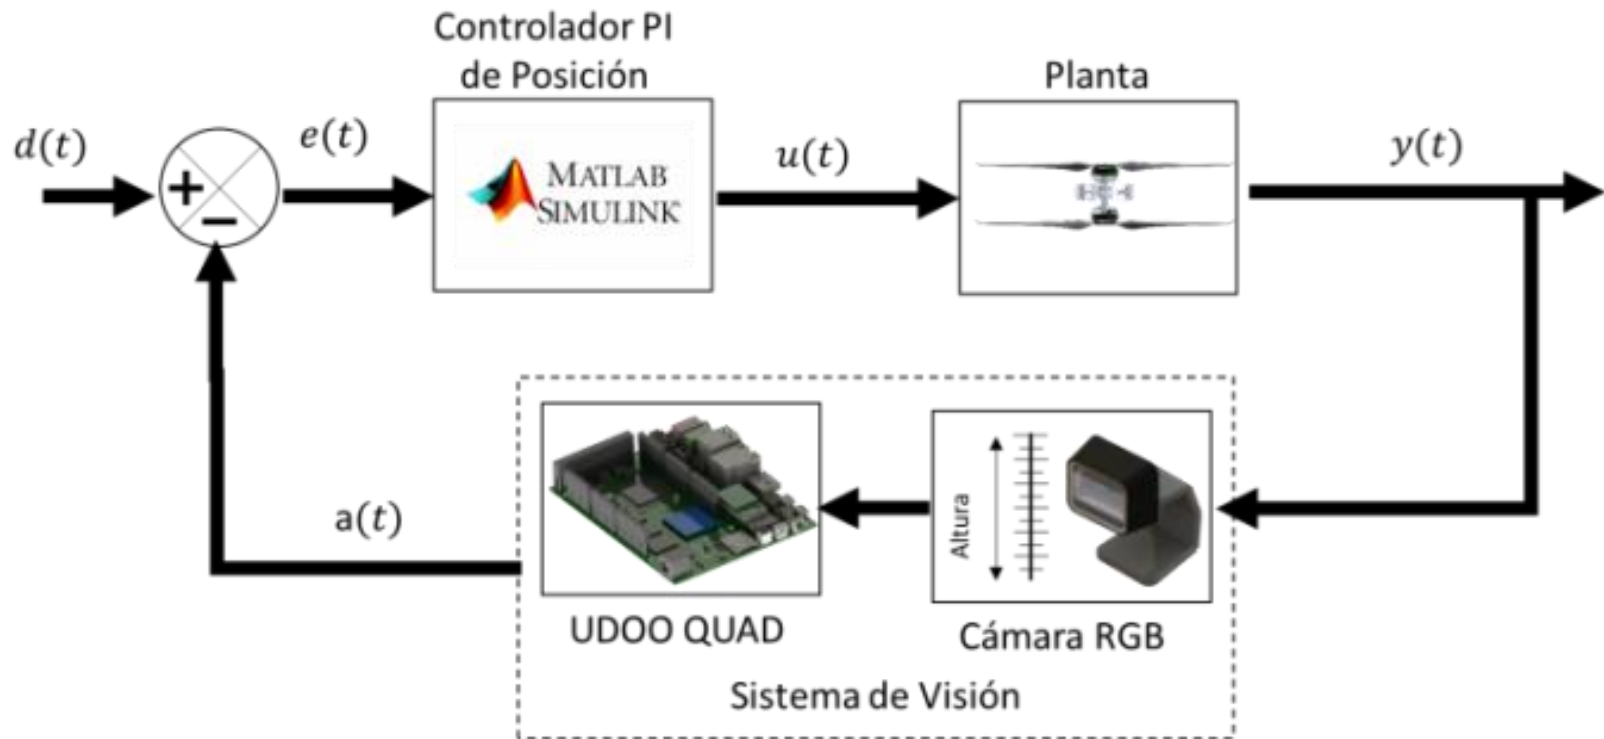 Controlador PI
de Posición
Planta
d(t)
e(t)
u(t)
y(t)
+
−
MATLAB
SIMULINK
a(t)
Altura
UDOO QUAD
Cámara RGB
Sistema de Visión